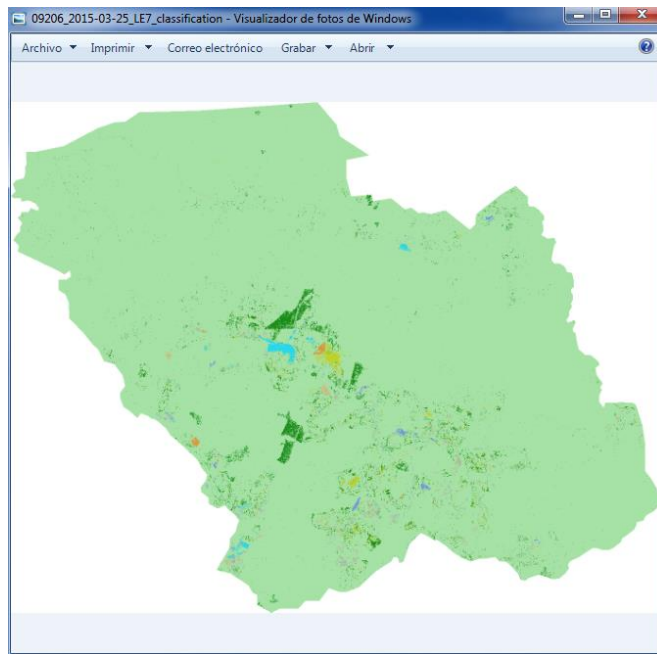 09206_2015-03-25_LE7_classification - Visualizador de fotos de Windows
Archivo Imprimir Correo electrónico Grabar Abrir